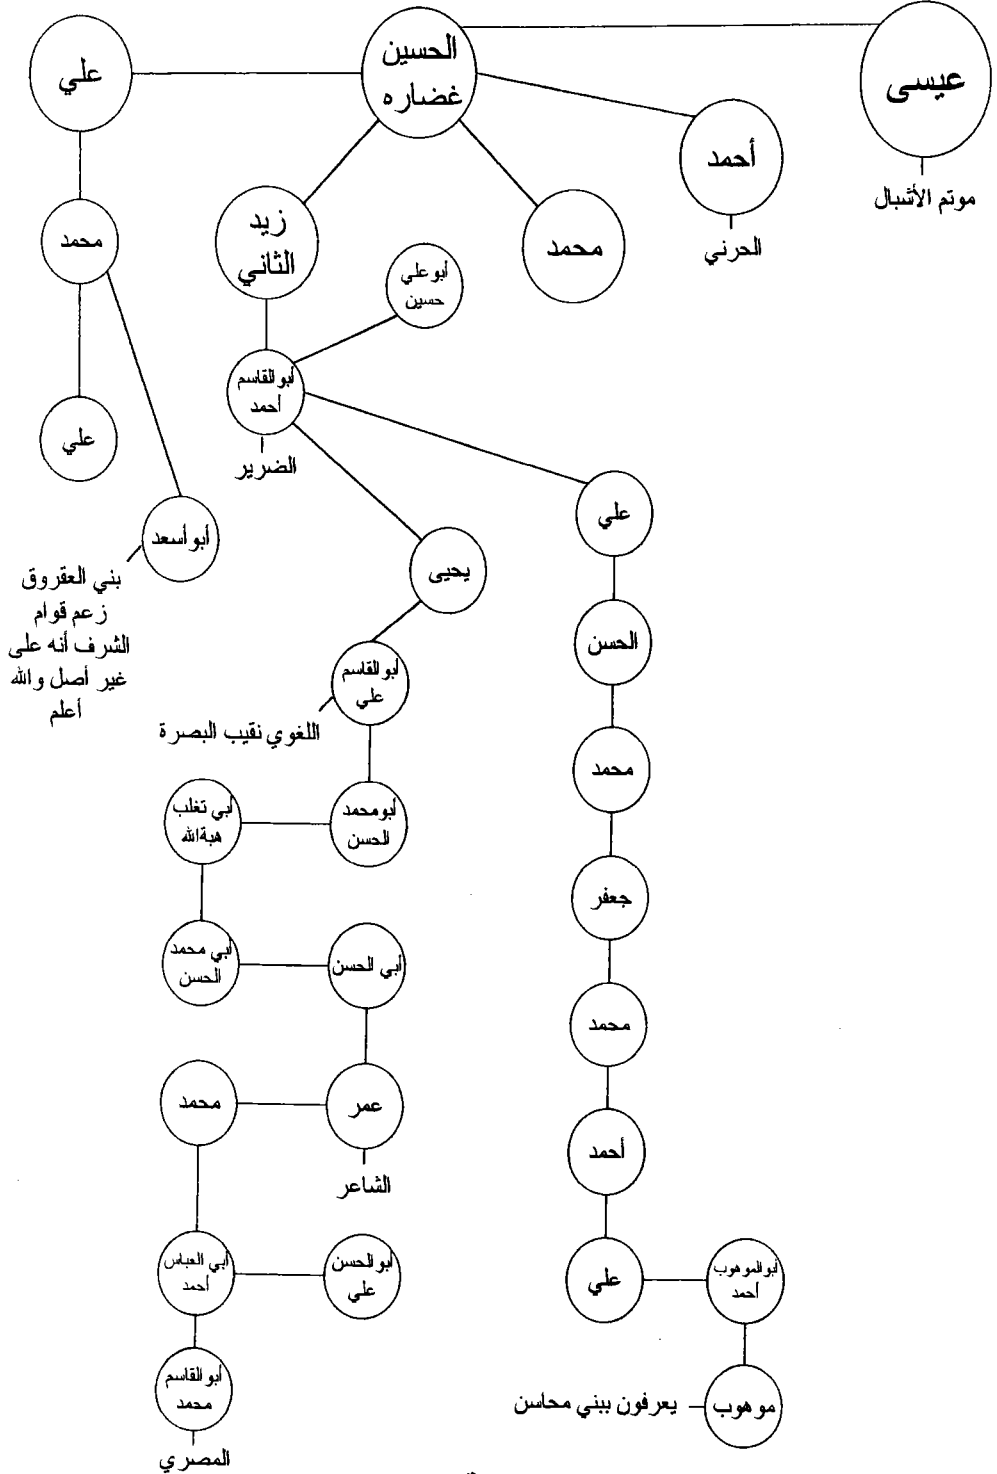 عيسى
موتم الأشبال
الحسين
غضاره
علي
أحمد
الحرني
محمد
زيد
الثاني
محمد
أبو علي
حسين
أبو القاسم
أحمد
الضرير
علي
أبو أسعد
بني العقروق
زعم قوام
الشرف أنه على
غير أصل والله
أعلم
علي
يحيى
الحسن
أبو القاسم
علي
اللغوي نقيب البصرة
محمد
أبو محمد
الحسن
أبي تغلب
هبة الله
جعفر
أبي محمد
الحسن
أبي الحسن
محمد
عمر
الشاعر
محمد
أحمد
أبي العباس
أحمد
أبو الحسن
علي
علي
أبو الموهوب
أحمد
أبو القاسم
محمد
المصري
موهوب
يعرفون ببني محاسن